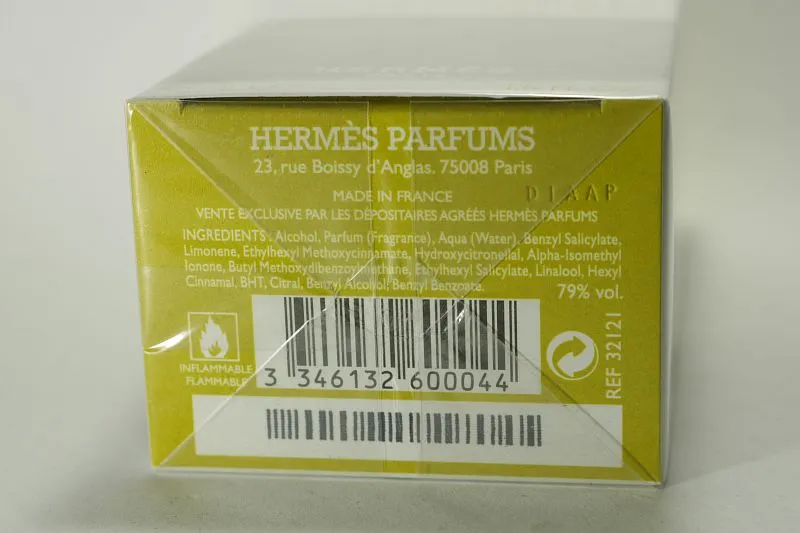 HERMÈS
HERMÈS PARFUMS
23, rue Boissy d'Anglas. 75008 Paris
MADE IN FRANCE
DIAAP
VENTE EXCLUSIVE PAR LES DÉPOSITAIRES AGRÉÉS HERMÈS PARFUMS
INGREDIENTS: Alcohol, Parfum (Fragrance), Aqua (Water), Benzyl Salicylate,
Limonene, Ethylhexyl Methoxycinnamate, Hydroxycitronellal, Alpha-Isomethyl
Ionone, Butyl Methoxydibenzoylmethane, Ethylhexyl Salicylate, Linalool, Hexyl
Cinnamal, BHT, Citral, Benzyl Alcohol, Benzyl Benzoate.
79% vol.
INFLAMMABLE
FLAMMABLE
3 346132 600044
REF 32121